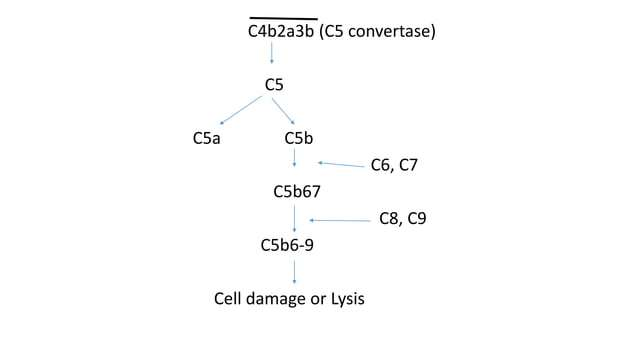 C4b2a3b (C5 convertase)
C5
C5a
C5b
C6, C7
C5b67
C8, C9
C5b6-9
Cell damage or Lysis